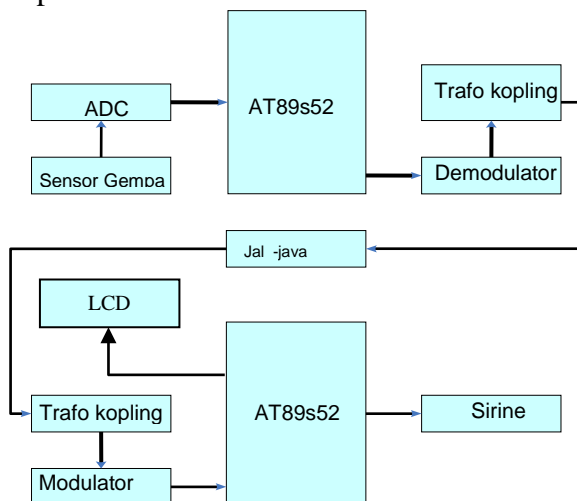 ADC
AT89s52
Trafo kopling
Sensor Gempa
Demodulator
Jal -java
LCD
Trafo kopling
AT89s52
Sirine
Modulator